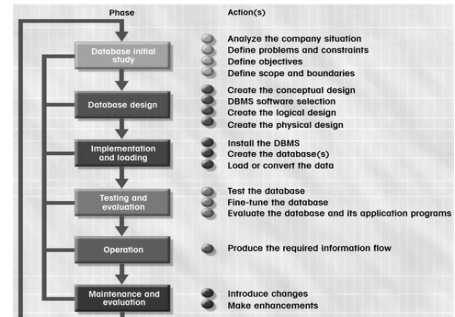 Phase
Action(s)
Database initial
study
Analyze the company situation
Define problems and constraints
Define objectives
Define scope and boundaries
Database design
Create the conceptual design
DBMS software selection
Create the logical design
Create the physical design
Implementation
and loading
Install the DBMS
Create the database(s)
Load or convert the data
Testing and
evaluation
Test the database
Fine-tune the database
Evaluate the database and its application programs
Operation
Produce the required information flow
Maintenance and
evaluation
Introduce changes
Make enhancements